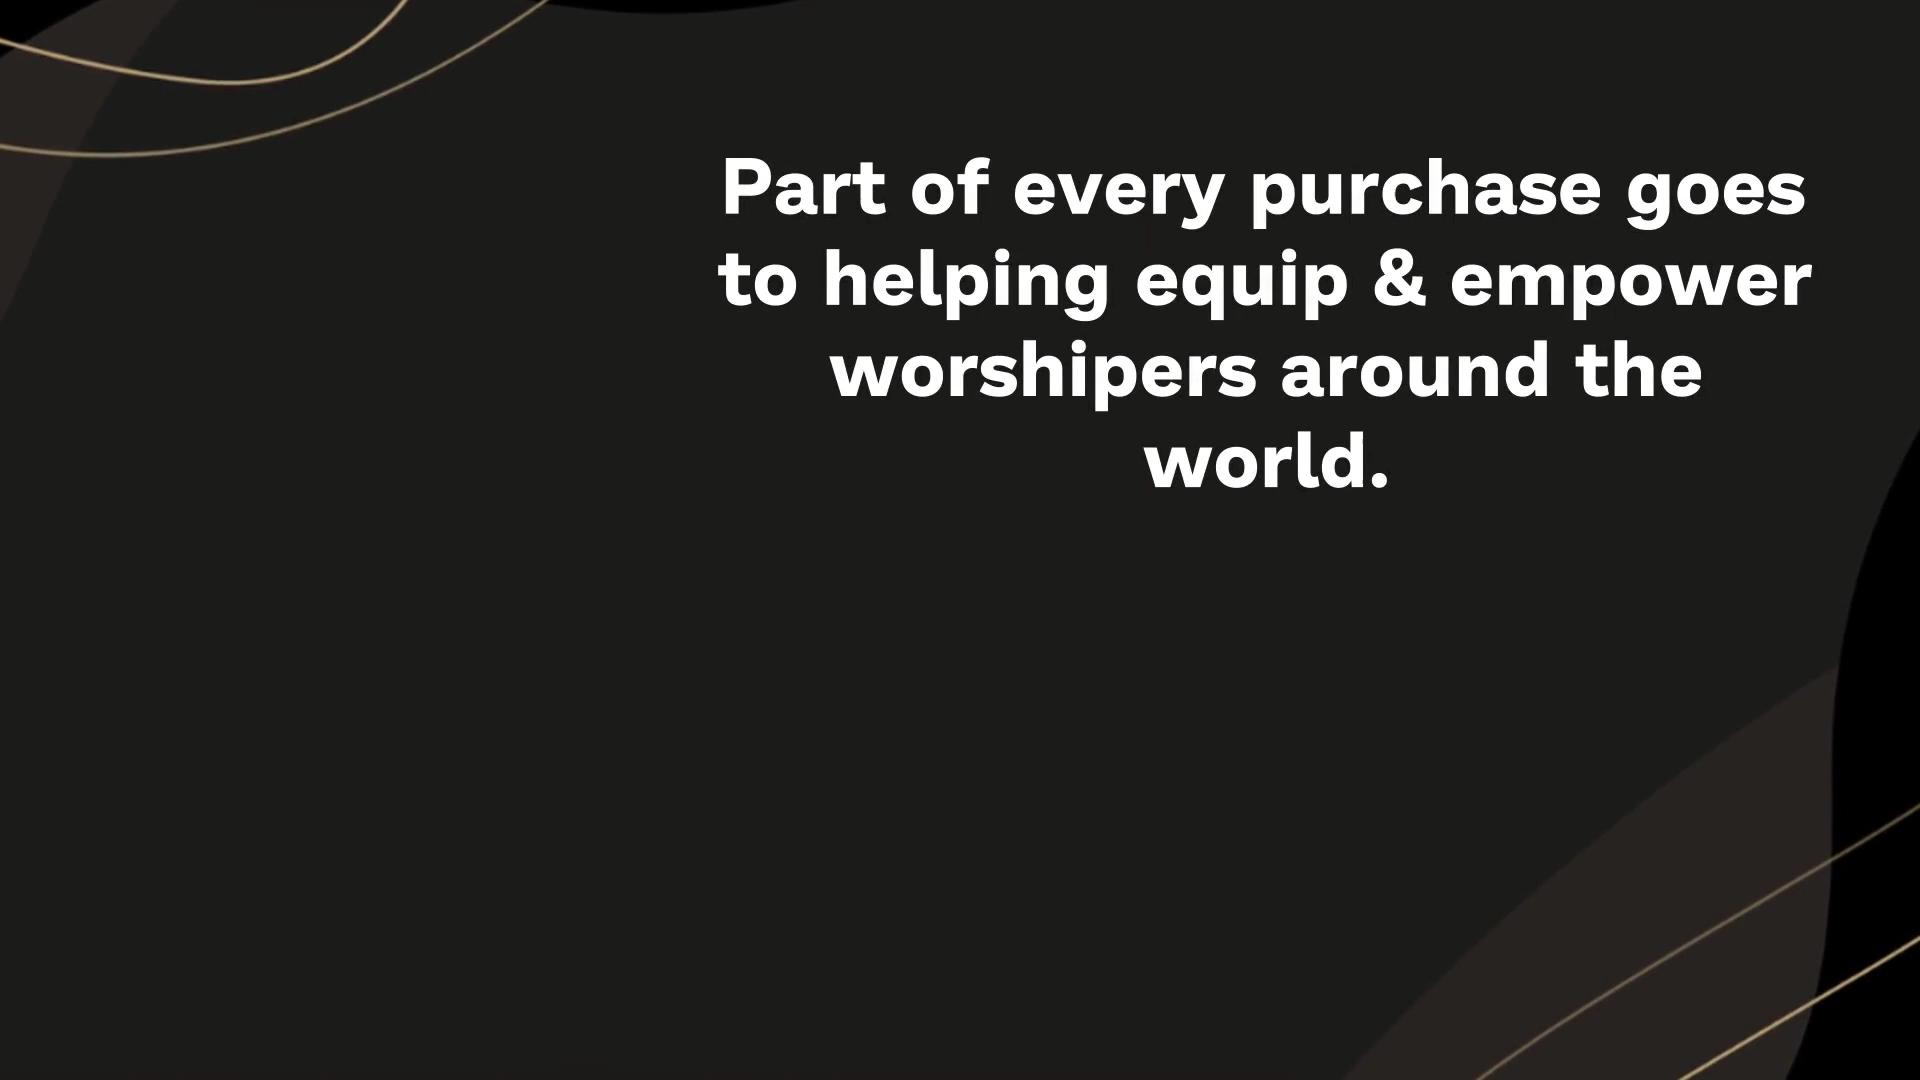 Part of every purchase goes
to helping equip & empower
worshipers around the
world.